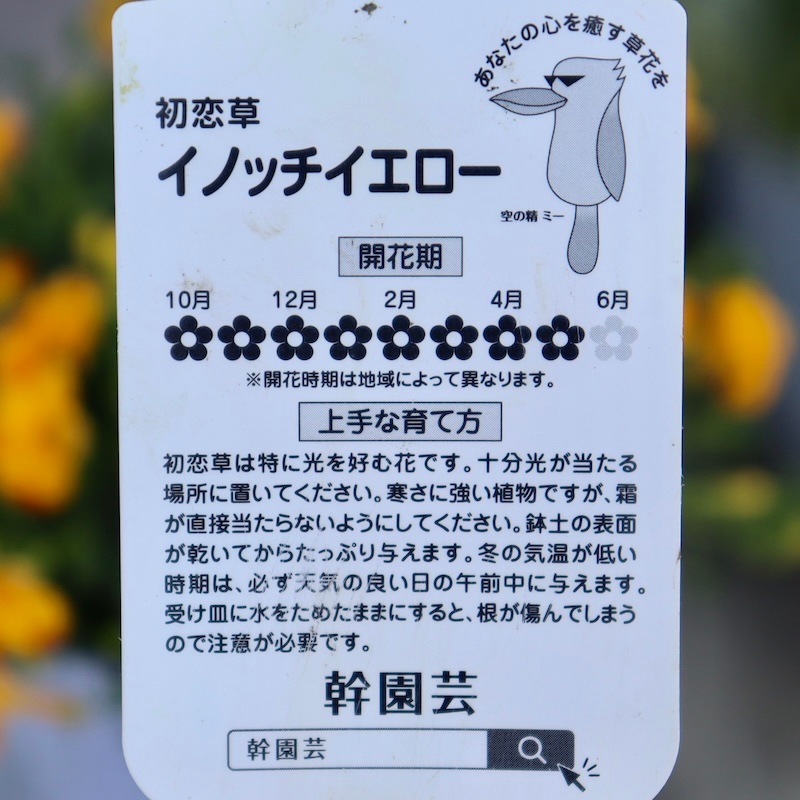 あなたの心を癒す草花を
初恋草
イノッチイエロー
空の精 ミー
開花期
10月 12月 2月 4月 6月
※開花時期は地域によって異なります。
上手な育て方
初恋草は特に光を好む花です。十分光が当たる
場所に置いてください。寒さに強い植物ですが、霜
が直接当たらないようにしてください。鉢土の表面
が乾いてからたっぷり与えます。冬の気温が低い
時期は、必ず天気の良い日の午前中に与えます。
受け皿に水をためたままにすると、根が傷んでしまう
ので注意が必要です。
幹園芸
幹園芸